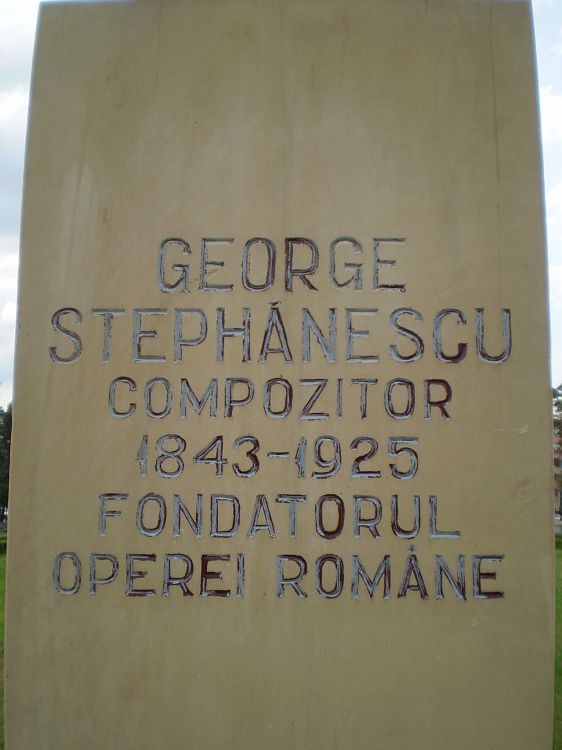 GEORGE
STEPHĂNESCU
COMPOZITOR
1843-1925
FONDATORUL
OPEREI ROMÂNE